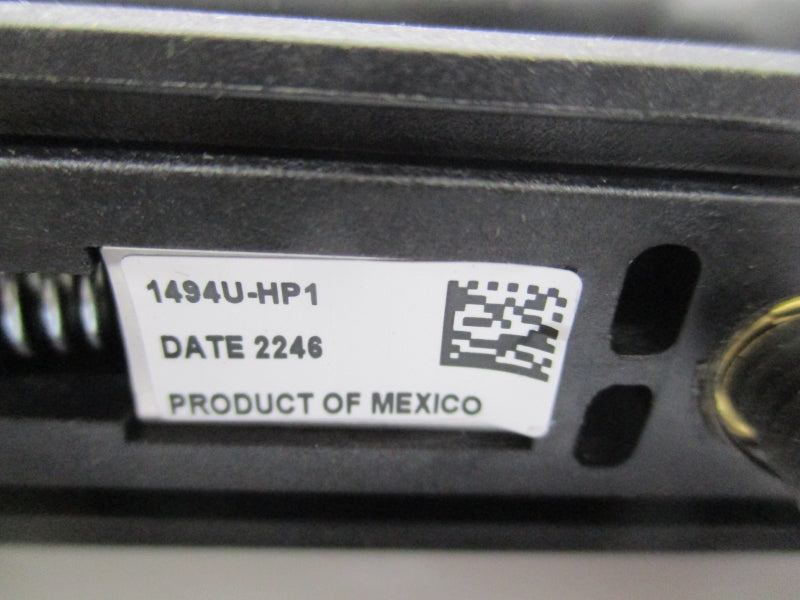 1494U-HP1
DATE 2246
PRODUCT OF MEXICO